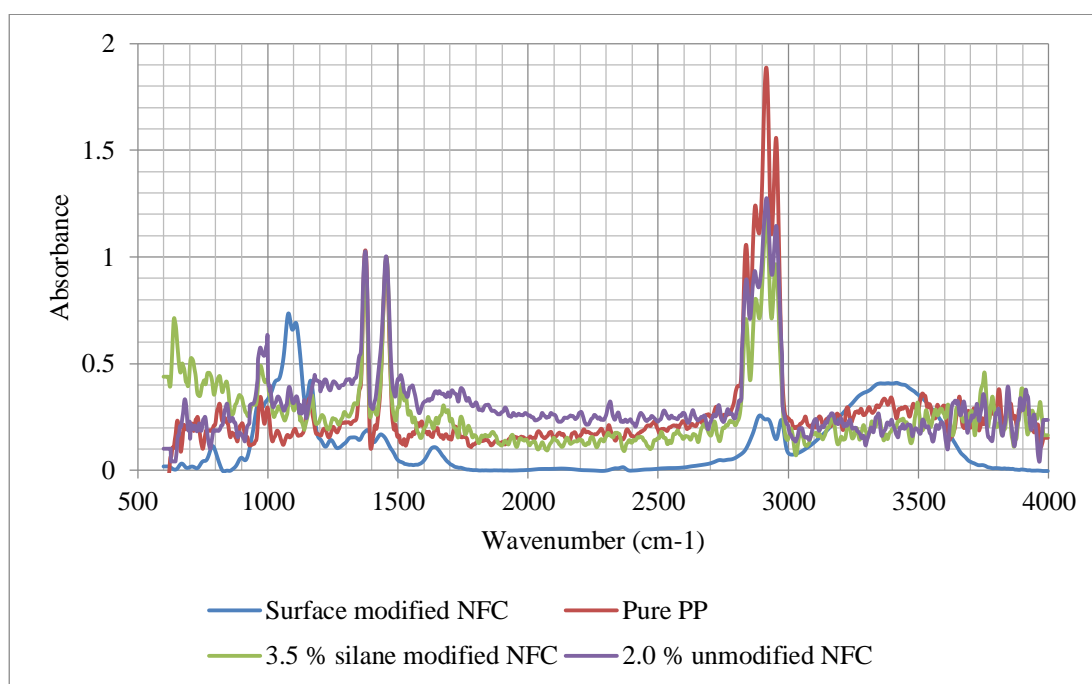 2
1.5
1
0.5
0
Absorbance
500 1000 1500 2000 2500 3000 3500 4000
Wavenumber (cm-1)
Surface modified NFC Pure PP
3.5 % silane modified NFC 2.0 % unmodified NFC